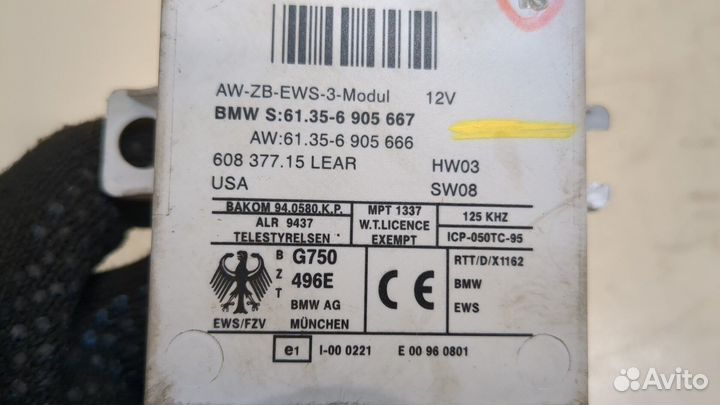 AW-ZB-EWS-3-Modul 12V
BMW S:61.35-6 905 667
AW:61.35-6 905 666
608 377.15 LEAR HW03
USA SW08
BAKOM 94.0580.K.P. MPT 1337 125 KHZ
ALR 9437 W.T.LICENCE
TELESTYRELSEN EXEMPT ICP-050TC-95
BZT G750 RTT/D/X1162
496E CE BMW
BMW AG EWS
EWS/FZV MÜNCHEN
e1 I-00 0221 E 00 96 0801
Avito